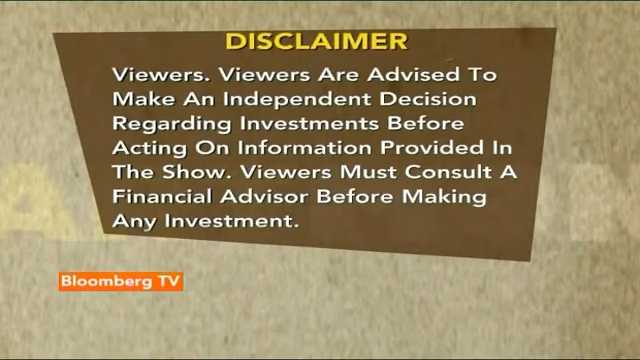 DISCLAIMER
Viewers. Viewers Are Advised To
Make An Independent Decision
Regarding Investments Before
Acting On Information Provided In
The Show. Viewers Must Consult A
Financial Advisor Before Making
Any Investment.
Bloomberg TV